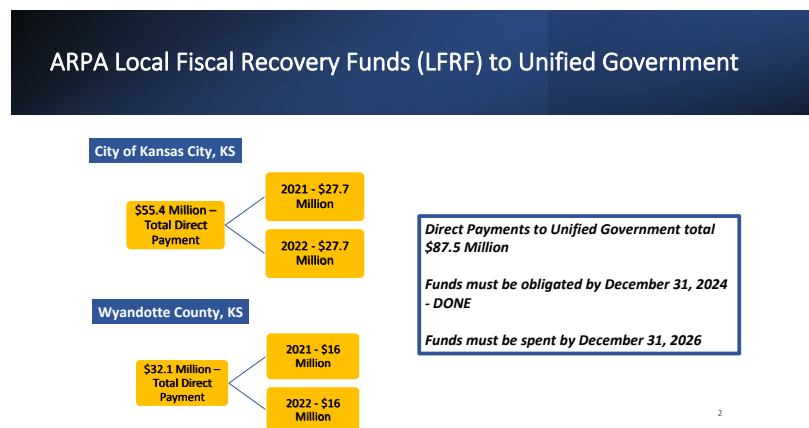 ARPA Local Fiscal Recovery Funds (LFRF) to Unified Government
City of Kansas City, KS
$55.4 Million –
Total Direct
Payment
2021 - $27.7
Million
2022 - $27.7
Million
Direct Payments to Unified Government total
$87.5 Million
Funds must be obligated by December 31, 2024
- DONE
Funds must be spent by December 31, 2026
Wyandotte County, KS
$32.1 Million –
Total Direct
Payment
2021 - $16
Million
2022 - $16
Million
2